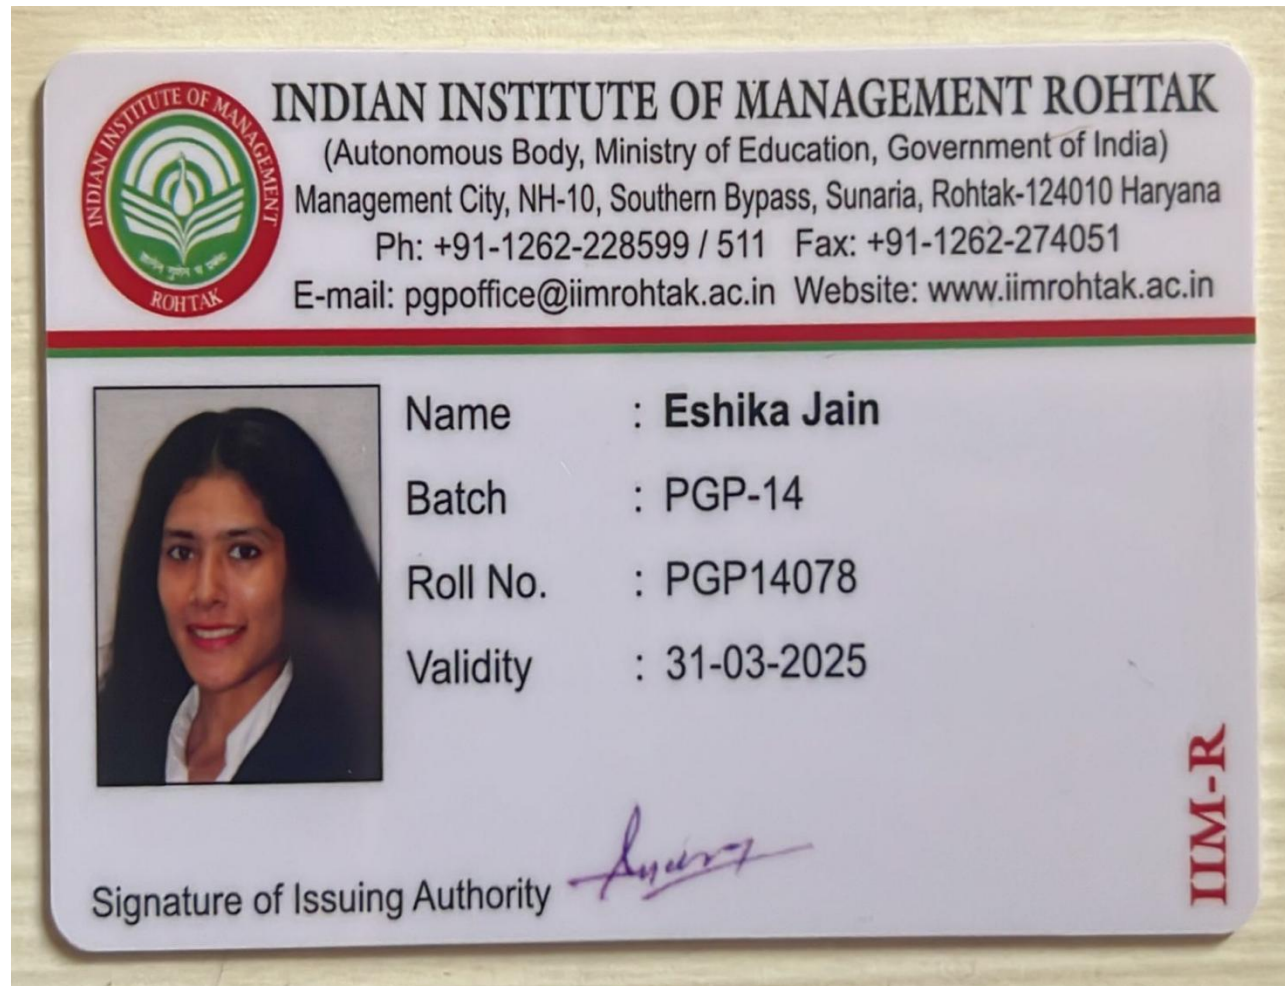 INDIAN INSTITUTE OF MANAGEMENT ROHTAK
(Autonomous Body, Ministry of Education, Government of India)
Management City, NH-10, Southern Bypass, Sunaria, Rohtak-124010 Haryana
Ph: +91-1262-228599 / 511 Fax: +91-1262-274051
E-mail: pgpoffice@iimrohtak.ac.in Website: www.iimrohtak.ac.in
INDIAN INSTITUTE OF MANAGEMENT
ROHTAK
Name : Eshika Jain
Batch : PGP-14
Roll No. : PGP14078
Validity : 31-03-2025
Signature of Issuing Authority
IIM-R